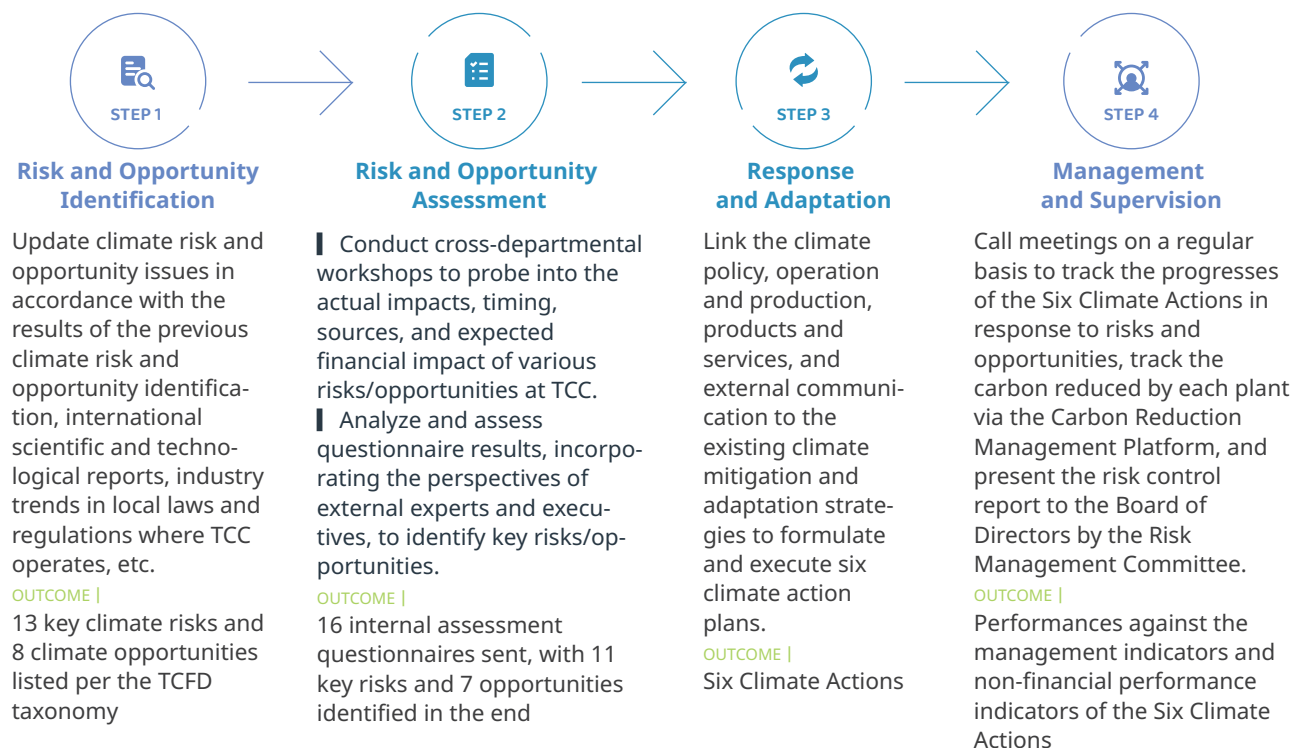 STEP 1
Risk and Opportunity
Identification
Update climate risk and
opportunity issues in
accordance with the
results of the previous
climate risk and
opportunity identifica-
tion, international
scientific and techno-
logical reports, industry
trends in local laws and
regulations where TCC
operates, etc.
OUTCOME |
13 key climate risks and
8 climate opportunities
listed per the TCFD
taxonomy
STEP 2
Risk and Opportunity
Assessment
▍ Conduct cross-departmental
workshops to probe into the
actual impacts, timing,
sources, and expected
financial impact of various
risks/opportunities at TCC.
▍ Analyze and assess
questionnaire results, incorpo-
rating the perspectives of
external experts and execu-
tives, to identify key risks/op-
portunities.
OUTCOME |
16 internal assessment
questionnaires sent, with 11
key risks and 7 opportunities
identified in the end
STEP 3
Response
and Adaptation
Link the climate
policy, operation
and production,
products and
services, and
external communi-
cation to the
existing climate
mitigation and
adaptation strate-
gies to formulate
and execute six
climate action
plans.
OUTCOME |
Six Climate Actions
STEP 4
Management
and Supervision
Call meetings on a regular
basis to track the progresses
of the Six Climate Actions in
response to risks and
opportunities, track the
carbon reduced by each plant
via the Carbon Reduction
Management Platform, and
present the risk control
report to the Board of
Directors by the Risk
Management Committee.
OUTCOME |
Performances against the
management indicators and
non-financial performance
indicators of the Six Climate
Actions